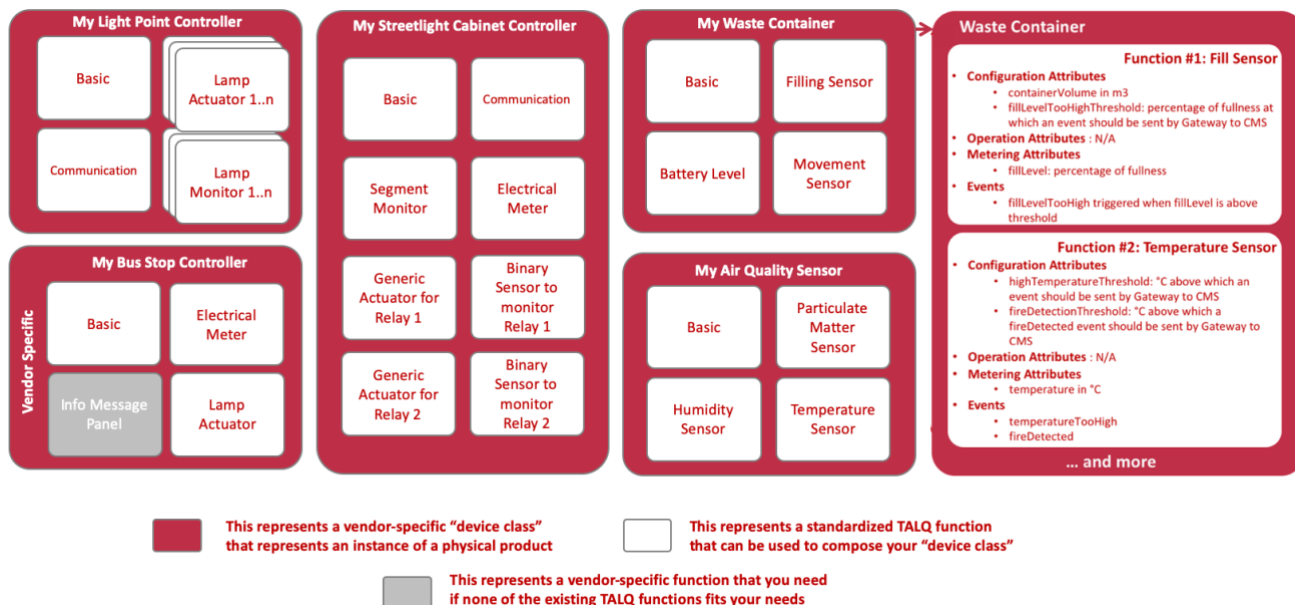 My Light Point Controller
Basic
Lamp
Actuator 1..n
Communication
Lamp
Monitor 1..n
My Bus Stop Controller
Vendor Specific
Basic
Electrical
Meter
Info Message
Panel
Lamp
Actuator
My Streetlight Cabinet Controller
Basic
Communication
Segment
Monitor
Electrical
Meter
Generic
Actuator for
Relay 1
Binary
Sensor to
monitor
Relay 1
Generic
Actuator for
Relay 2
Binary
Sensor to
monitor
Relay 2
My Waste Container
Basic
Filling Sensor
Battery Level
Movement
Sensor
My Air Quality Sensor
Basic
Particulate
Matter
Sensor
Humidity
Sensor
Temperature
Sensor
Waste Container
Function #1: Fill Sensor
• Configuration Attributes
• containerVolume in m3
• fillLevelTooHighThreshold: percentage of fullness at
which an event should be sent by Gateway to CMS
• Operation Attributes : N/A
• Metering Attributes
• fillLevel: percentage of fullness
• Events
• fillLevelTooHigh triggered when fillLevel is above
threshold
Function #2: Temperature Sensor
• Configuration Attributes
• highTemperatureThreshold: °C above which an
event should be sent by Gateway to CMS
• fireDetectionThreshold: °C above which a
fireDetected event should be sent by Gateway to
CMS
• Operation Attributes : N/A
• Metering Attributes
• temperature in °C
• Events
• temperatureTooHigh
• fireDetected
... and more
This represents a vendor-specific “device class”
that represents an instance of a physical product
This represents a standardized TALQ function
that can be used to compose your “device class”
This represents a vendor-specific function that you need
if none of the existing TALQ functions fits your needs